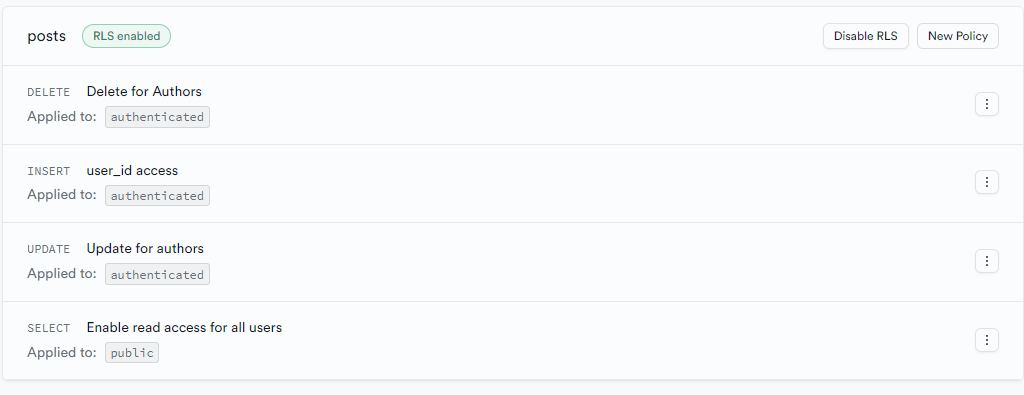 posts RLS enabled Disable RLS New Policy
DELETE Delete for Authors
Applied to: authenticated
INSERT user_id access
Applied to: authenticated
UPDATE Update for authors
Applied to: authenticated
SELECT Enable read access for all users
Applied to: public